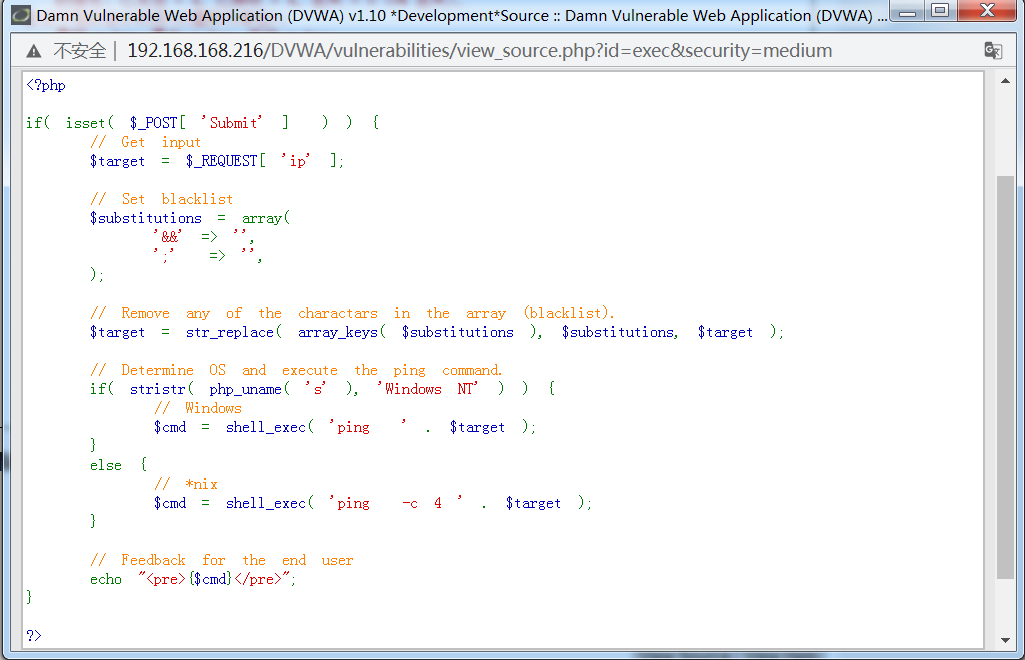 Damn Vulnerable Web Application (DVWA) v1.10 *Development*Source :: Damn Vulnerable Web Application (DVWA) ...
不安全 | 192.168.168.216/DVWA/vulnerabilities/view_source.php?id=exec&security=medium
<?php
if( isset( $_POST[ 'Submit' ] ) ) {
// Get input
$target = $_REQUEST[ 'ip' ];
// Set blacklist
$substitutions = array(
'&&' => '',
';' => '',
);
// Remove any of the charactars in the array (blacklist).
$target = str_replace( array_keys( $substitutions ), $substitutions, $target );
// Determine OS and execute the ping command.
if( stristr( php_uname( 's' ), 'Windows NT' ) ) {
// Windows
$cmd = shell_exec( 'ping ' . $target );
}
else {
// *nix
$cmd = shell_exec( 'ping -c 4 ' . $target );
}
// Feedback for the end user
echo "<pre>{$cmd}</pre>";
}
?>